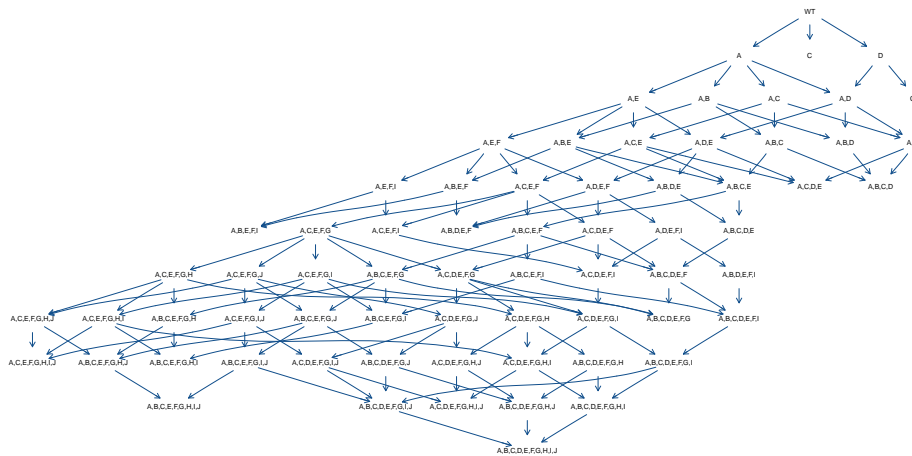 WT
A C D
A,E A,B A,C A,D
A,E,F A,B,E A,C,E A,D,E A,B,C A,B,D
A,E,F,I A,B,E,F A,C,E,F A,D,E,F A,B,D,E A,B,C,E A,C,D,E A,B,C,D
A,B,E,F,I A,C,E,F,G A,C,E,F,I A,B,D,E,F A,B,C,E,F A,C,D,E,F A,D,E,F,I A,B,C,D,E
A,C,E,F,G,H A,C,E,F,G,J A,C,E,F,G,I A,B,C,E,F,G A,C,D,E,F,G A,B,C,E,F,I A,C,D,E,F,I A,B,C,D,E,F A,B,D,E,F,I
A,C,E,F,G,H,J A,C,E,F,G,H,I A,B,C,E,F,G,H A,C,E,F,G,I,J A,B,C,E,F,G,J A,B,C,E,F,G,I A,C,D,E,F,G,J A,C,D,E,F,G,H A,C,D,E,F,G,I A,B,C,D,E,F,G A,B,C,D,E,F,I
A,C,E,F,G,H,I,J A,B,C,E,F,G,H,J A,B,C,E,F,G,H,I A,B,C,E,F,G,I,J A,C,D,E,F,G,I,J A,B,C,D,E,F,G,J A,C,D,E,F,G,H,J A,C,D,E,F,G,H,I A,B,C,D,E,F,G,H A,B,C,D,E,F,G,I
A,B,C,E,F,G,H,I,J A,B,C,D,E,F,G,I,J A,C,D,E,F,G,H,I,J A,B,C,D,E,F,G,H,J A,B,C,D,E,F,G,H,I
A,B,C,D,E,F,G,H,I,J